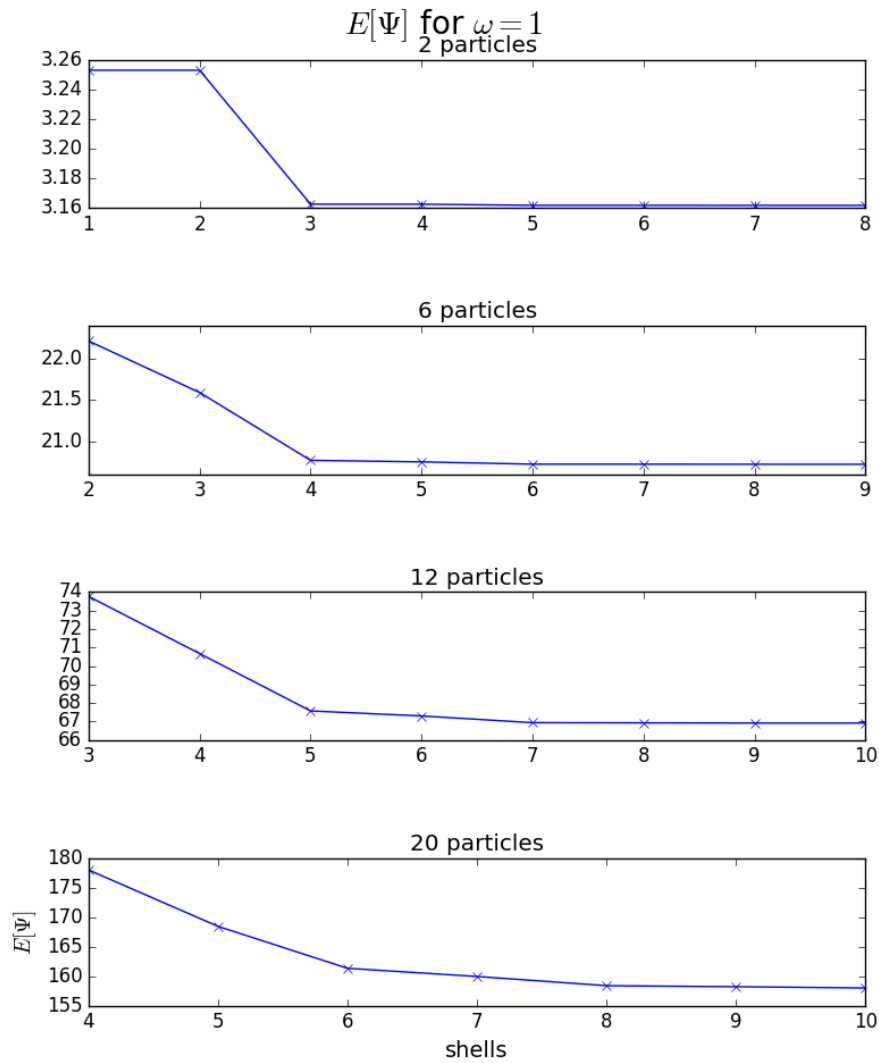 E[Ψ] for ω = 1
2 particles
3.26
3.24
3.22
3.20
3.18
3.16
1 2 3 4 5 6 7 8
6 particles
22.0
21.5
21.0
2 3 4 5 6 7 8 9
12 particles
74
73
72
71
70
69
68
67
66
3 4 5 6 7 8 9 10
20 particles
180
175
170
165
160
155
E[Ψ]
4 5 6 7 8 9 10
shells